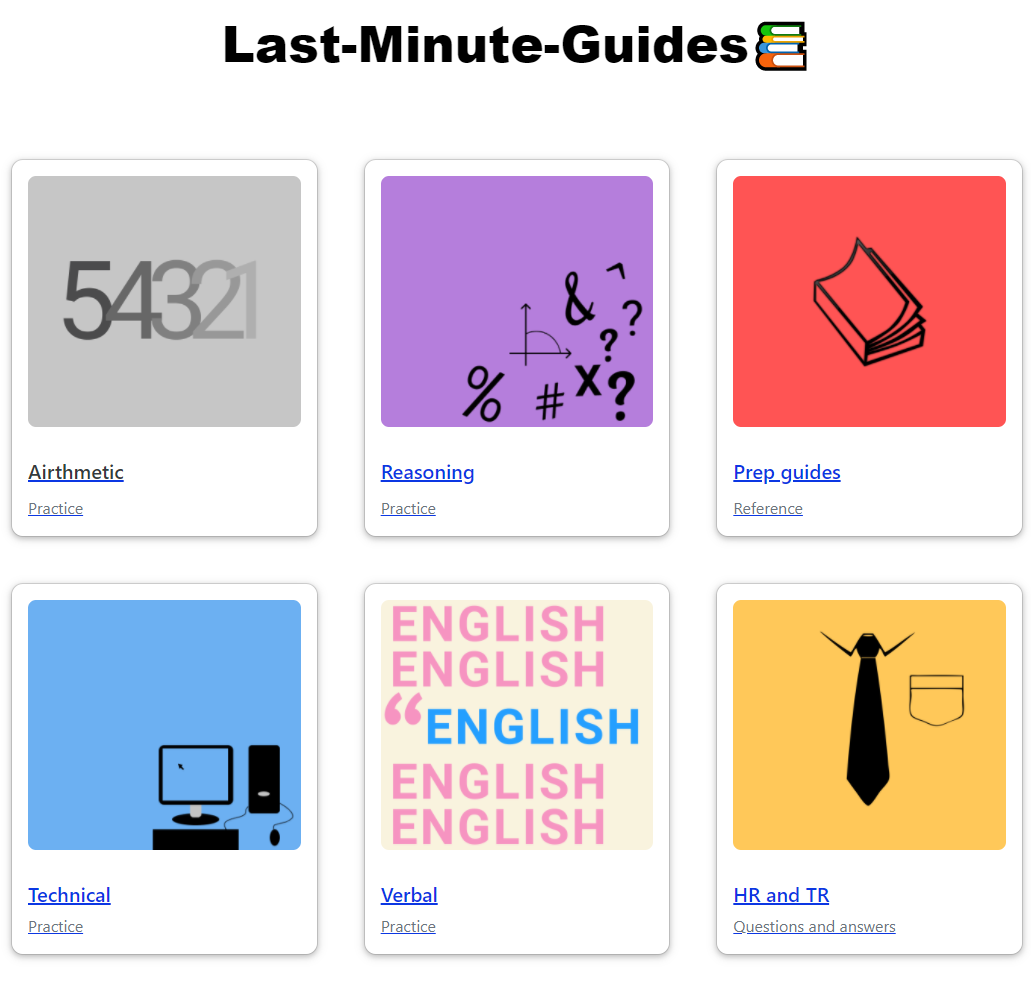 Last-Minute-Guides
54321
& ^ ?
?
% # x ?
Airthmetic
Practice
Reasoning
Practice
Prep guides
Reference
Technical
Practice
ENGLISH
ENGLISH
“ENGLISH
ENGLISH
ENGLISH
Verbal
Practice
HR and TR
Questions and answers